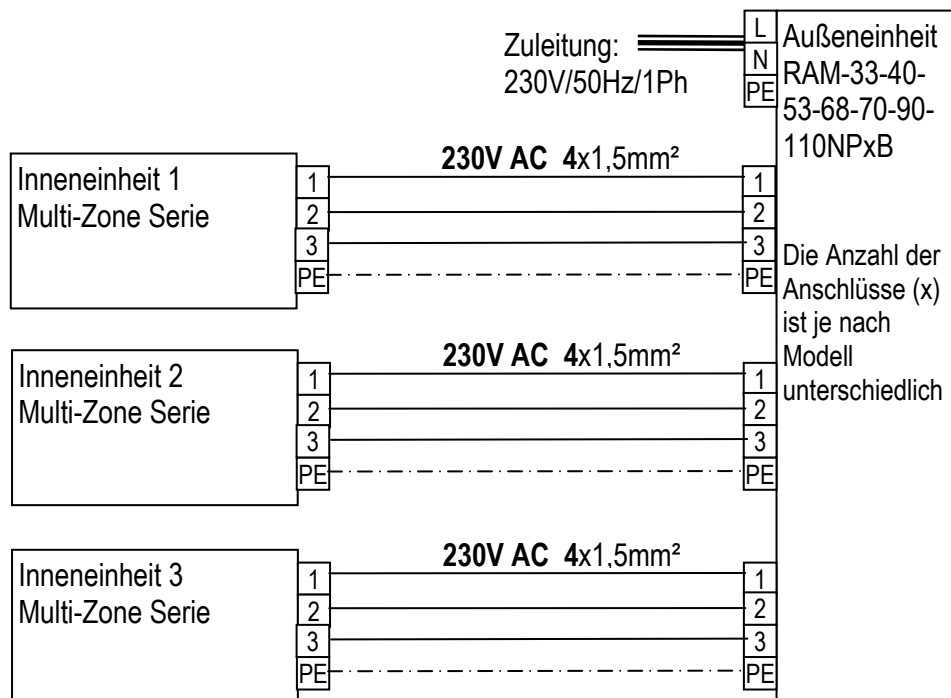 Zuleitung:
230V/50Hz/1Ph
L
N
PE
Außeneinheit
RAM-33-40-
53-68-70-90-
110NPxB
Die Anzahl der
Anschlüsse (x)
ist je nach
Modell
unterschiedlich
Inneneinheit 1
Multi-Zone Serie
230V AC 4x1,5mm²
1
2
3
PE
1
2
3
PE
Inneneinheit 2
Multi-Zone Serie
230V AC 4x1,5mm²
1
2
3
PE
1
2
3
PE
Inneneinheit 3
Multi-Zone Serie
230V AC 4x1,5mm²
1
2
3
PE
1
2
3
PE